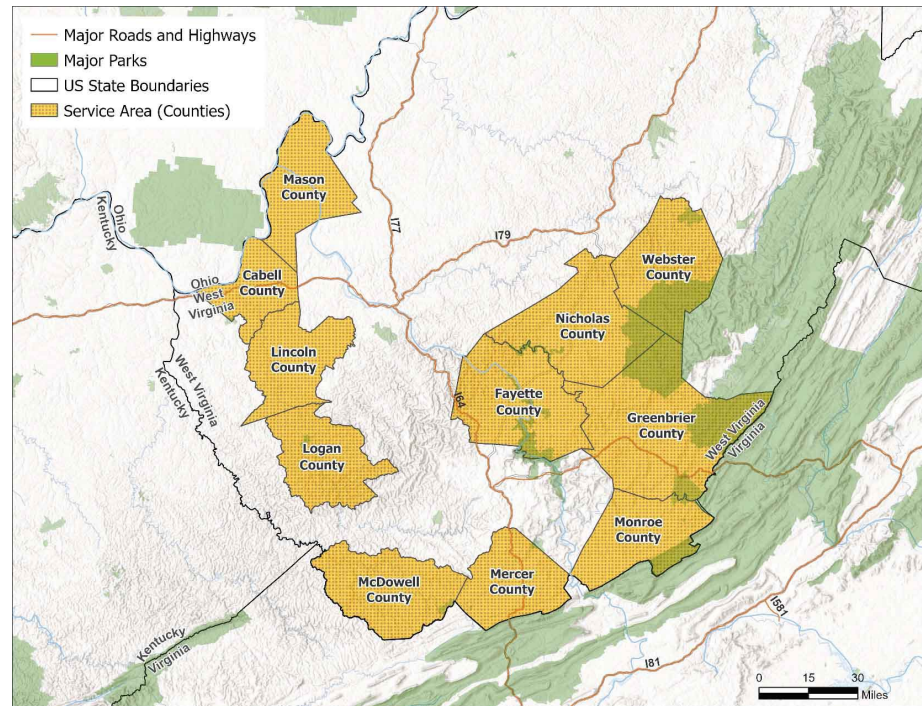 Major Roads and Highways
Major Parks
US State Boundaries
Service Area (Counties)
Mason
County
Ohio
Kentucky
I77
I79
Webster
County
Cabell
County
Ohio
West
Virginia
Nicholas
County
Lincoln
County
West Virginia
Kentucky
Fayette
County
I64
Greenbrier
County
West Virginia
Virginia
Logan
County
Monroe
County
McDowell
County
Mercer
County
I581
Kentucky
Virginia
I81
0 15 30
Miles